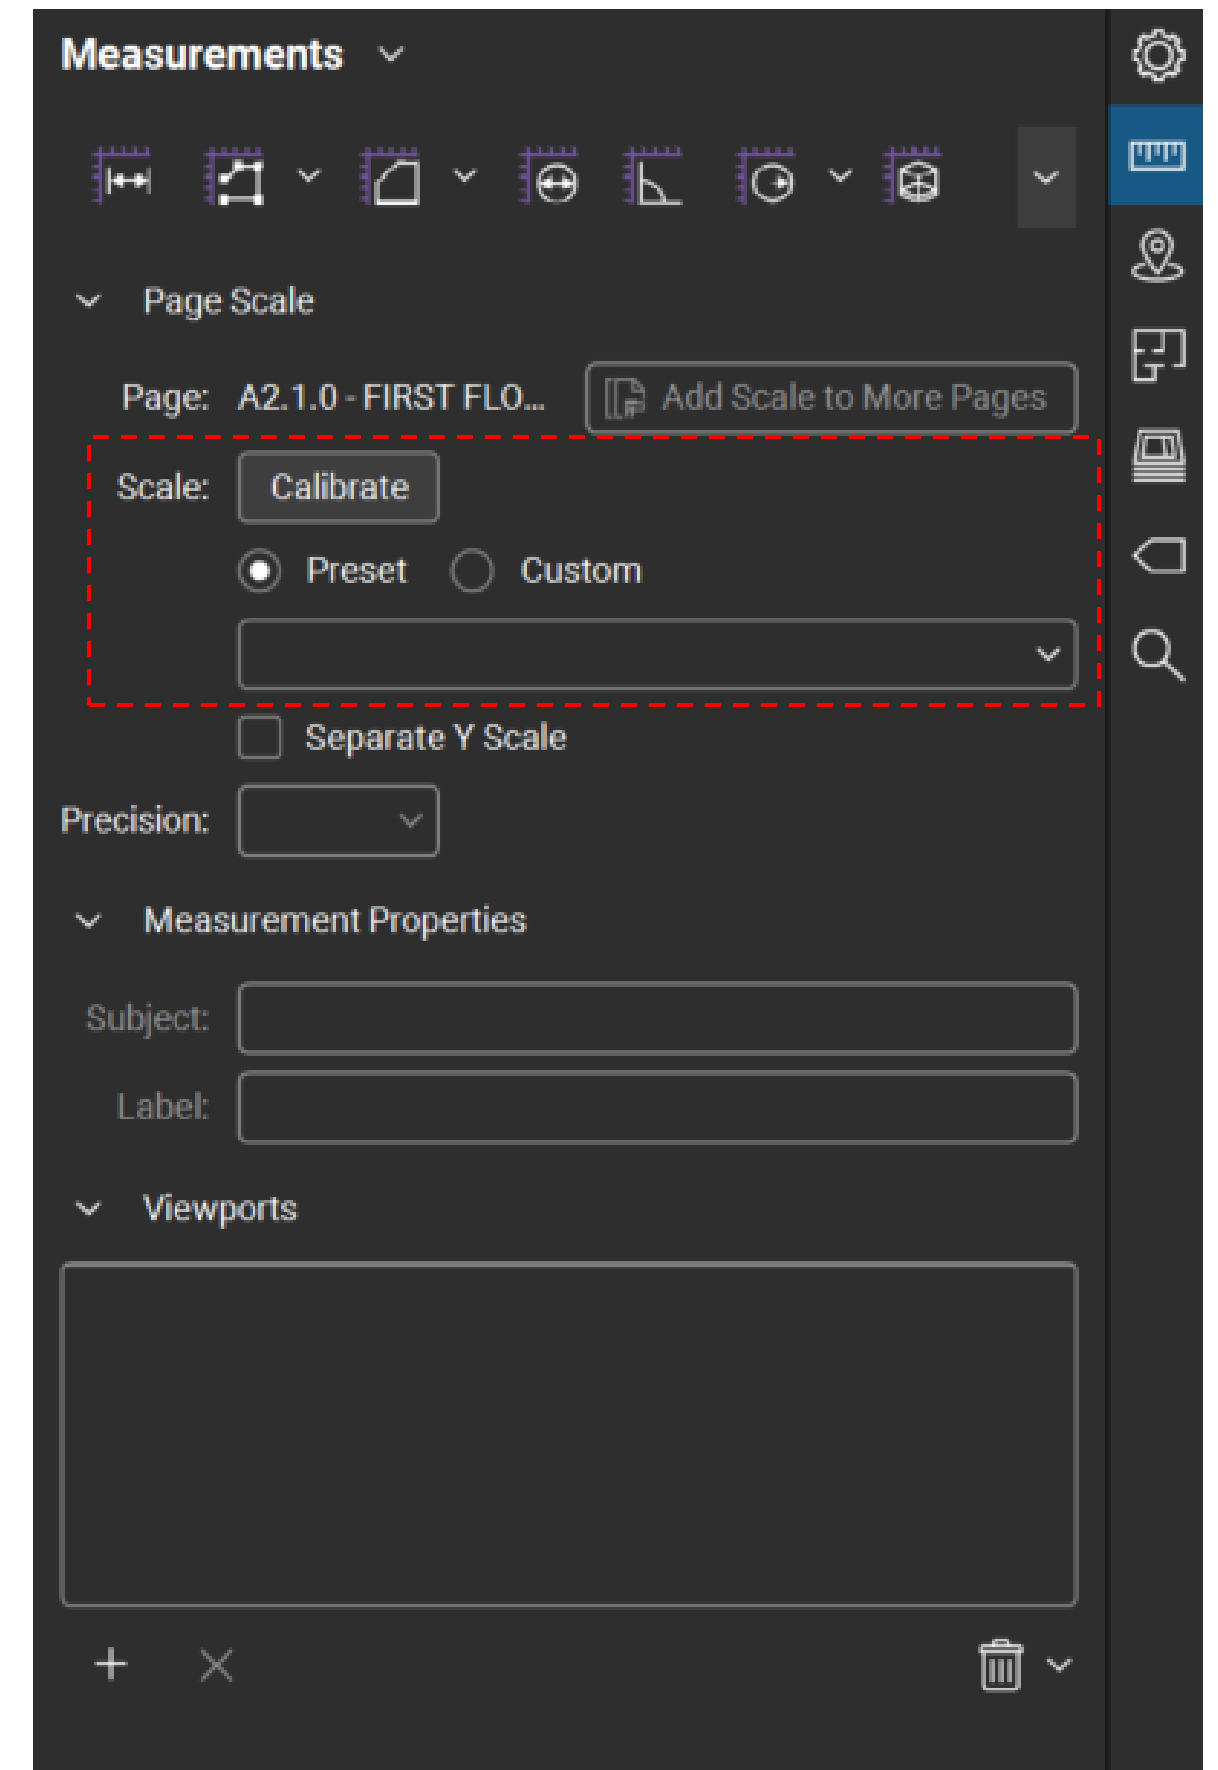 Measurements
Page Scale
Page: A2.1.0 - FIRST FLO... Add Scale to More Pages
Scale: Calibrate
Preset Custom
Separate Y Scale
Precision:
Measurement Properties
Subject:
Label:
Viewports